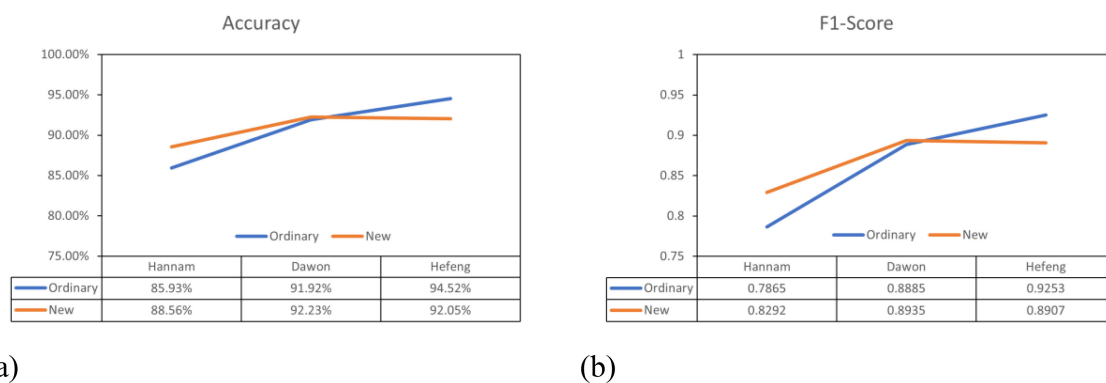 Accuracy
100.00%
95.00%
90.00%
85.00%
80.00%
75.00%
Ordinary New
Hannam Dawon Hefeng
Ordinary 85.93% 91.92% 94.52%
New 88.56% 92.23% 92.05%
a)
F1-Score
1
0.95
0.9
0.85
0.8
0.75
Ordinary New
Hannam Dawon Hefeng
Ordinary 0.7865 0.8885 0.9253
New 0.8292 0.8935 0.8907
(b)